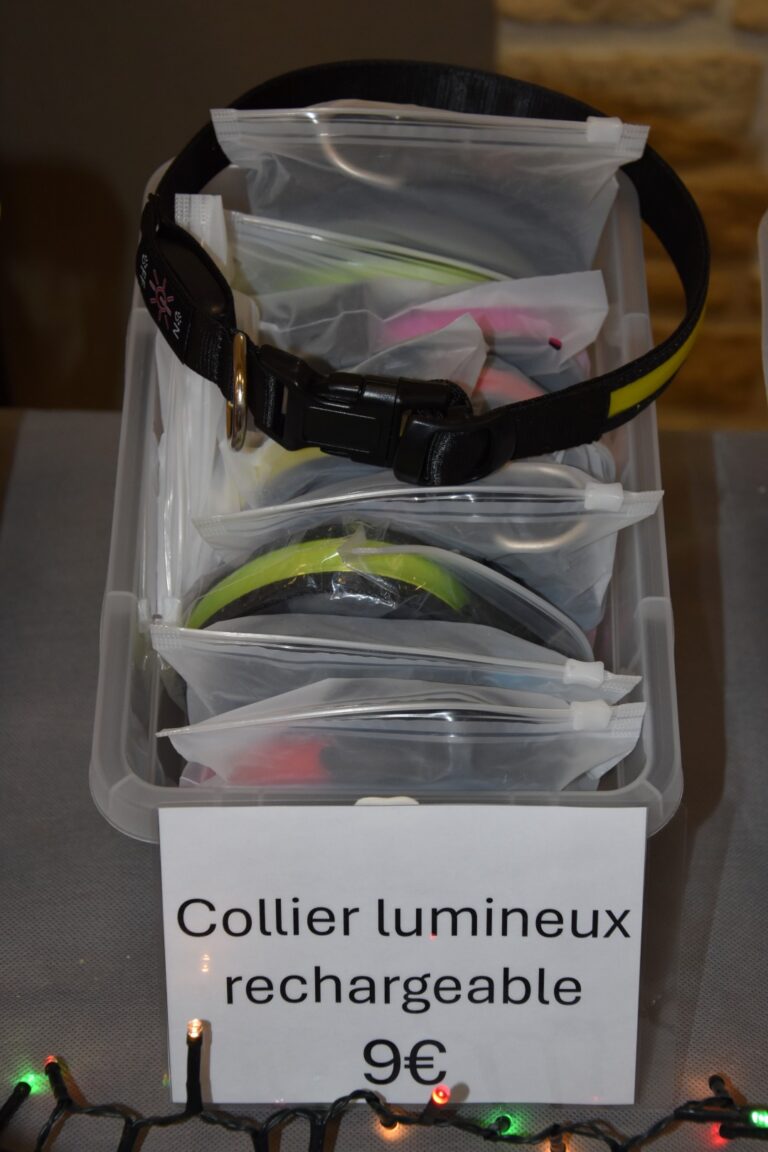 Collier lumineux
rechargeable
9€